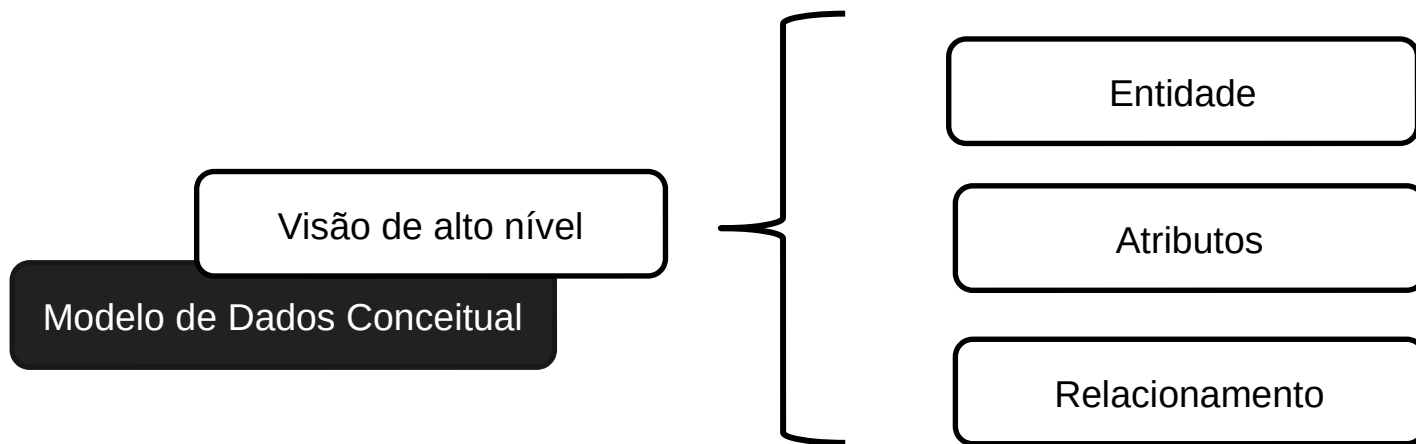 Visão de alto nível
Modelo de Dados Conceitual
Entidade
Atributos
Relacionamento